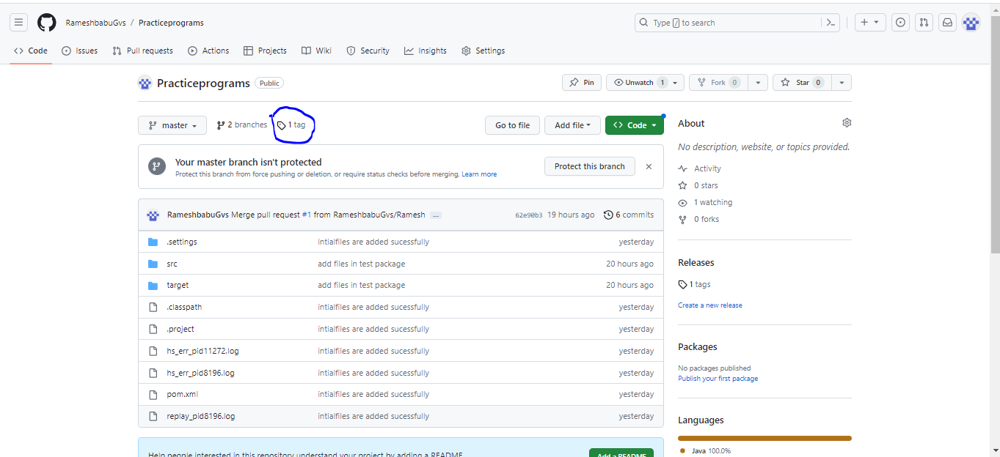 RameshbabuGvs / Practiceprograms
Type / to search
Code Issues Pull requests Actions Projects Wiki Security Insights Settings
Practiceprograms Public
Pin Unwatch 1 Fork 0 Star 0
master 2 branches 1 tag Go to file Add file Code
Your master branch isn't protected
Protect this branch from force pushing or deletion, or require status checks before merging. Learn more
Protect this branch
RameshbabuGvs Merge pull request #1 from RameshbabuGvs/Ramesh ... 62e90b3 19 hours ago 6 commits
.settings intialfiles are added sucessfully yesterday
src add files in test package 20 hours ago
target add files in test package 20 hours ago
.classpath intialfiles are added sucessfully yesterday
.project intialfiles are added sucessfully yesterday
hs_err_pid11272.log intialfiles are added sucessfully yesterday
hs_err_pid8196.log intialfiles are added sucessfully yesterday
pom.xml intialfiles are added sucessfully yesterday
replay_pid8196.log intialfiles are added sucessfully yesterday
Help people interested in this repository understand your project by adding a README.
Add a README
About
No description, website, or topics provided.
Activity
0 stars
1 watching
0 forks
Releases
1 tags
Create a new release
Packages
No packages published
Publish your first package
Languages
Java 100.0%